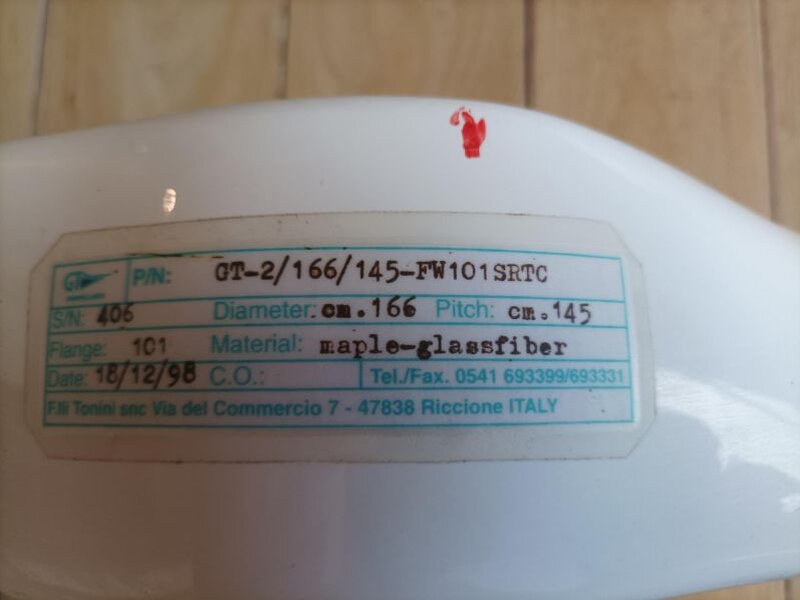 GT P/N: GT-2/166/145-FW101SRTC
S/N: 406 Diameter: cm.166 Pitch: cm.145
Flange: 101 Material: maple-glassfiber
Date: 18/12/98 C.O.: Tel./Fax. 0541 693399/693331
F.lli Tonini snc Via del Commercio 7 - 47838 Riccione ITALY